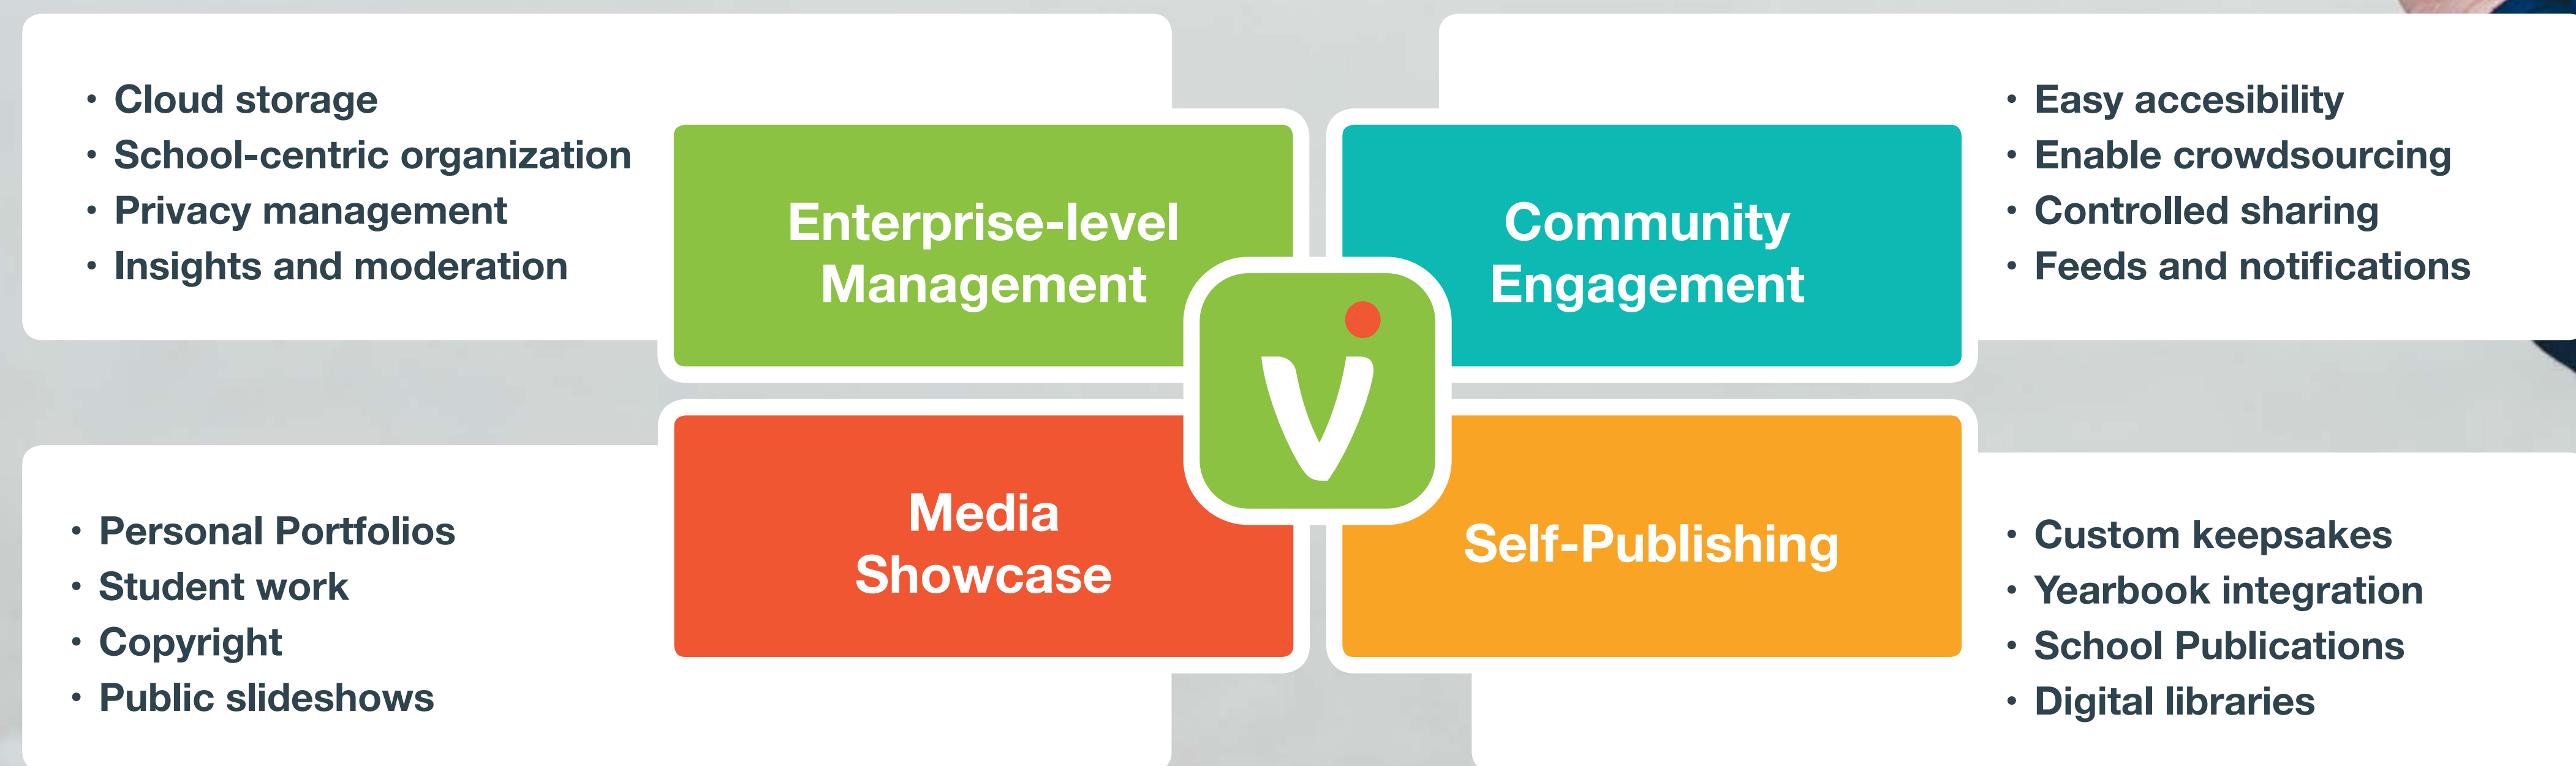 • Cloud storage
• School-centric organization
• Privacy management
• Insights and moderation
Enterprise-level
Management
Community
Engagement
• Easy accesibility
• Enable crowdsourcing
• Controlled sharing
• Feeds and notifications
V
• Personal Portfolios
• Student work
• Copyright
• Public slideshows
Media
Showcase
Self-Publishing
• Custom keepsakes
• Yearbook integration
• School Publications
• Digital libraries